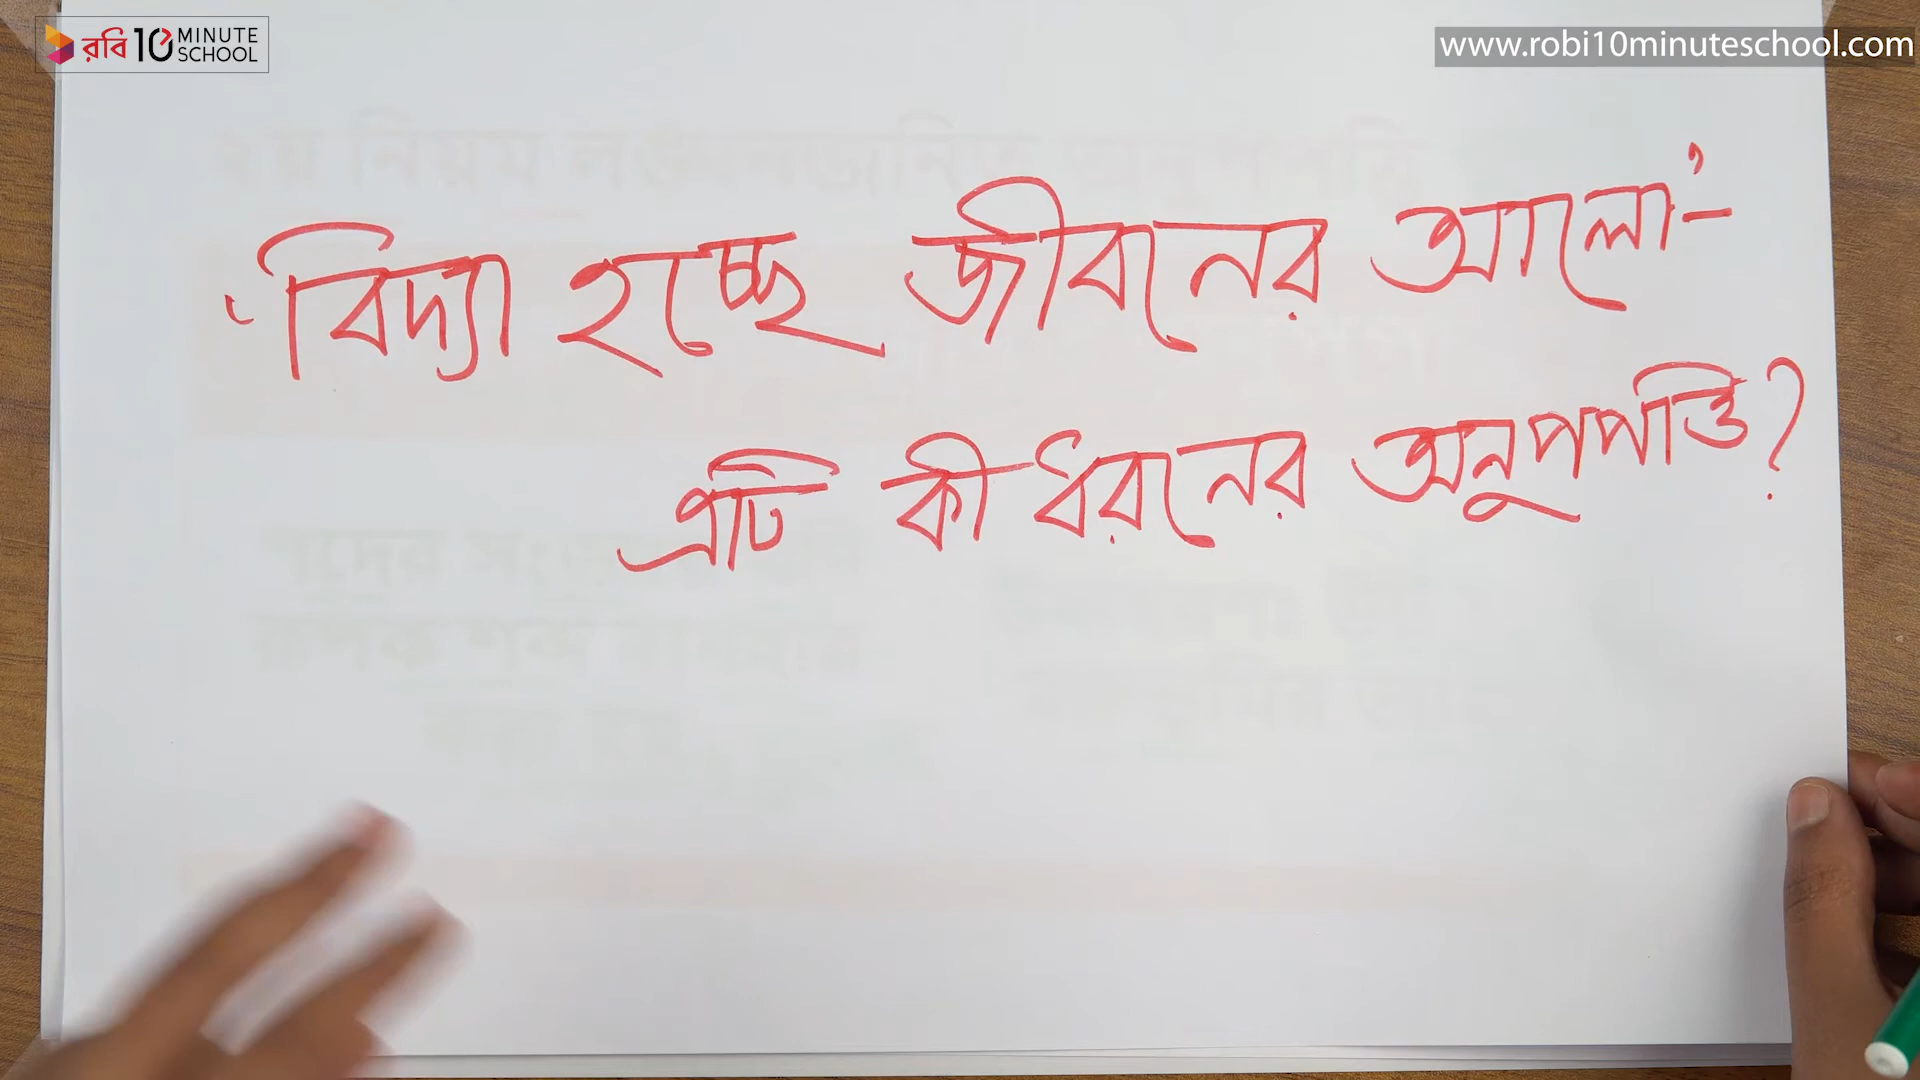 রবি 10 MINUTE SCHOOL
www.robi10minuteschool.com
'বিদ্যা হচ্ছে জীবনের আলো'-
এটি কী ধরনের অনুপপত্তি?